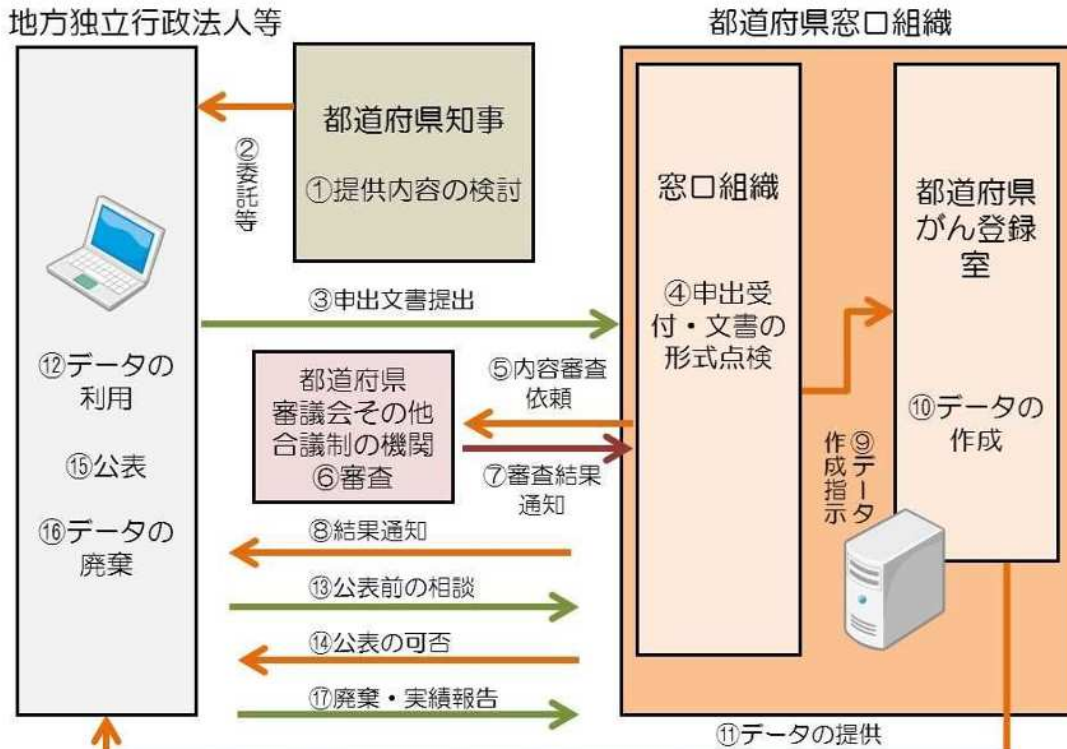 地方独立行政法人等
都道府県窓口組織
都道府県知事
①提供内容の検討
②委託等
③申出文書提出
窓口組織
④申出受
付・文書の
形式点検
都道府県
がん登録
室
⑤内容審査
依頼
都道府県
審議会その他
合議制の機関
⑥審査
⑦審査結果
通知
⑧結果通知
⑨データ
作成指示
⑩データの
作成
⑪データの提供
⑫データの
利用
⑬公表前の相談
⑭公表の可否
⑮公表
⑯データの
廃棄
⑰廃棄・実績報告